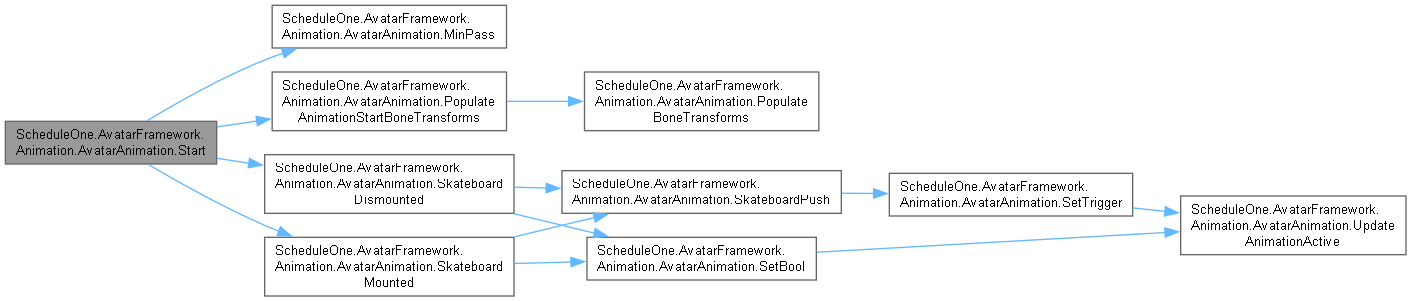 ScheduleOne.AvatarFramework.
Animation.AvatarAnimation.Start
ScheduleOne.AvatarFramework.
Animation.AvatarAnimation.MinPass
ScheduleOne.AvatarFramework.
Animation.AvatarAnimation.Populate
AnimationStartBoneTransforms
ScheduleOne.AvatarFramework.
Animation.AvatarAnimation.Populate
BoneTransforms
ScheduleOne.AvatarFramework.
Animation.AvatarAnimation.Skateboard
Dismounted
ScheduleOne.AvatarFramework.
Animation.AvatarAnimation.Skateboard
Mounted
ScheduleOne.AvatarFramework.
Animation.AvatarAnimation.SkateboardPush
ScheduleOne.AvatarFramework.
Animation.AvatarAnimation.SetBool
ScheduleOne.AvatarFramework.
Animation.AvatarAnimation.SetTrigger
ScheduleOne.AvatarFramework.
Animation.AvatarAnimation.Update
AnimationActive